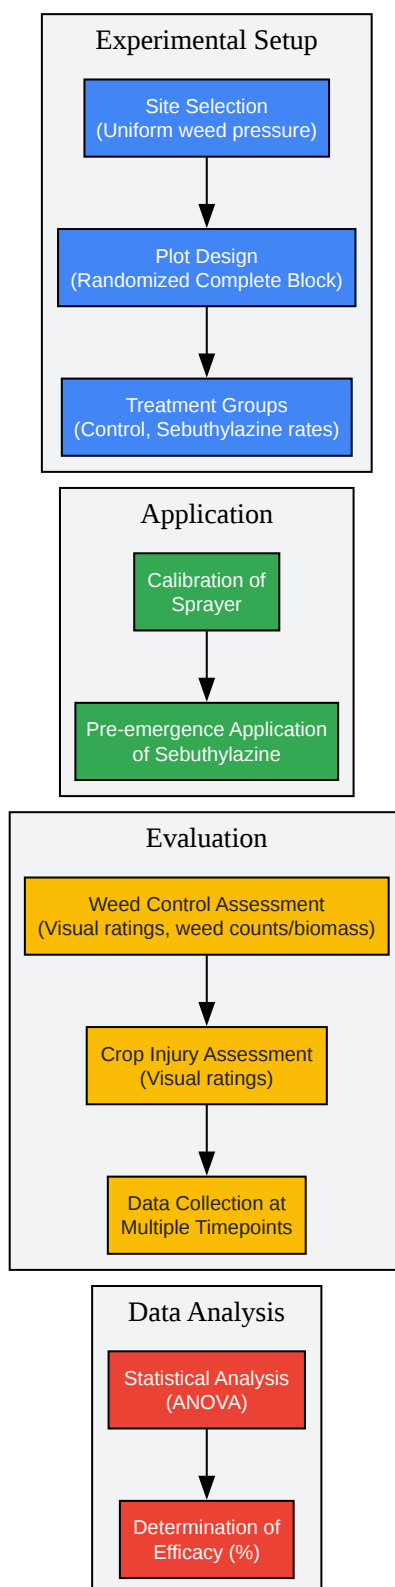 Experimental Setup
Site Selection
(Uniform weed pressure)
Plot Design
(Randomized Complete Block)
Treatment Groups
(Control, Sebuthylazine rates)
Application
Calibration of
Sprayer
Pre-emergence Application
of Sebuthylazine
Evaluation
Weed Control Assessment
(Visual ratings, weed counts/biomass)
Crop Injury Assessment
(Visual ratings)
Data Collection at
Multiple Timepoints
Data Analysis
Statistical Analysis
(ANOVA)
Determination of
Efficacy (%)